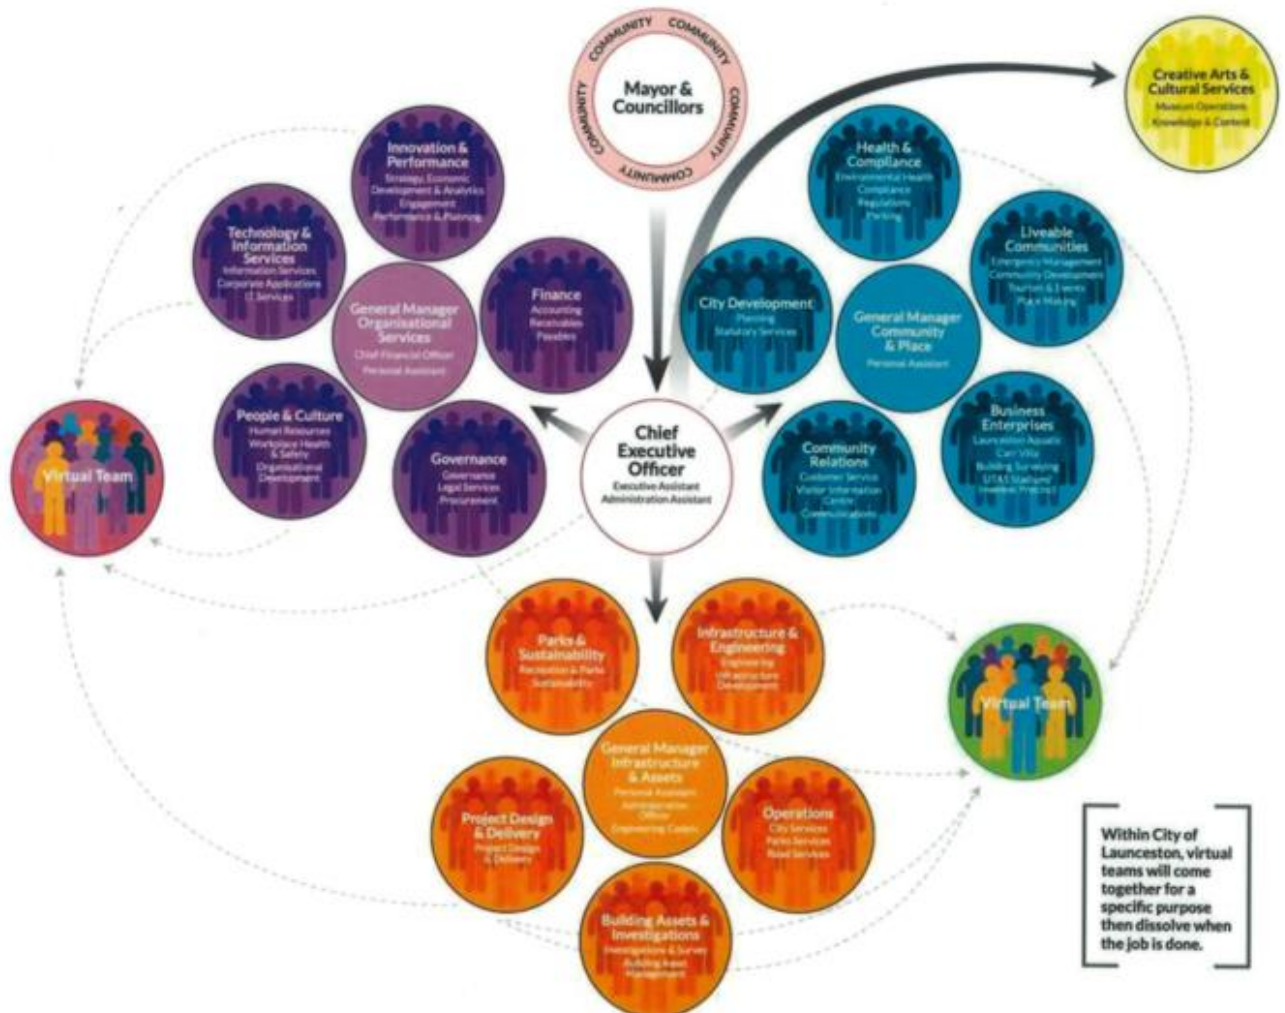 COMMUNITY
COMMUNITY
COMMUNITY
COMMUNITY
COMMUNITY
Mayor &
Councillors
Creative Arts &
Cultural Services
Museum Operations
Knowledge & Content
Innovation &
Performance
Strategy, Economic
Development & Analytics
Engagement
Performance & Planning
Technology &
Information
Services
Information Services
Corporate Applications
IT Services
General Manager
Organisational
Services
Chief Financial Officer
Personal Assistant
Finance
Accounting
Receivables
Payables
People & Culture
Human Resources
Workplace Health
& Safety
Organisational
Development
Governance
Governance
Legal Services
Procurement
Health &
Compliance
Environmental Health
Compliance
Regulations
Parking
Liveable
Communities
Emergency Management
Community Development
Tourism & Events
Place Making
City Development
Planning
Statutory Services
General Manager
Community
& Place
Personal Assistant
Business
Enterprises
Launceston Aquatic
Carr Villa
Building Surveying
UTAS Stadium/
Inveresk Precinct
Community
Relations
Customer Service
Visitor Information
Centre
Communications
Chief
Executive
Officer
Executive Assistant
Administration Assistant
Virtual Team
Parks &
Sustainability
Recreation & Parks
Sustainability
Infrastructure &
Engineering
Engineering
Infrastructure
Development
General Manager
Infrastructure
& Assets
Personal Assistant
Administration
Officer
Engineering Cadets
Project Design
& Delivery
Project Design
& Delivery
Operations
City Services
Parks Services
Road Services
Building Assets &
Investigations
Investigations & Survey
Building Asset
Management
Virtual Team
Within City of
Launceston, virtual
teams will come
together for a
specific purpose
then dissolve when
the job is done.